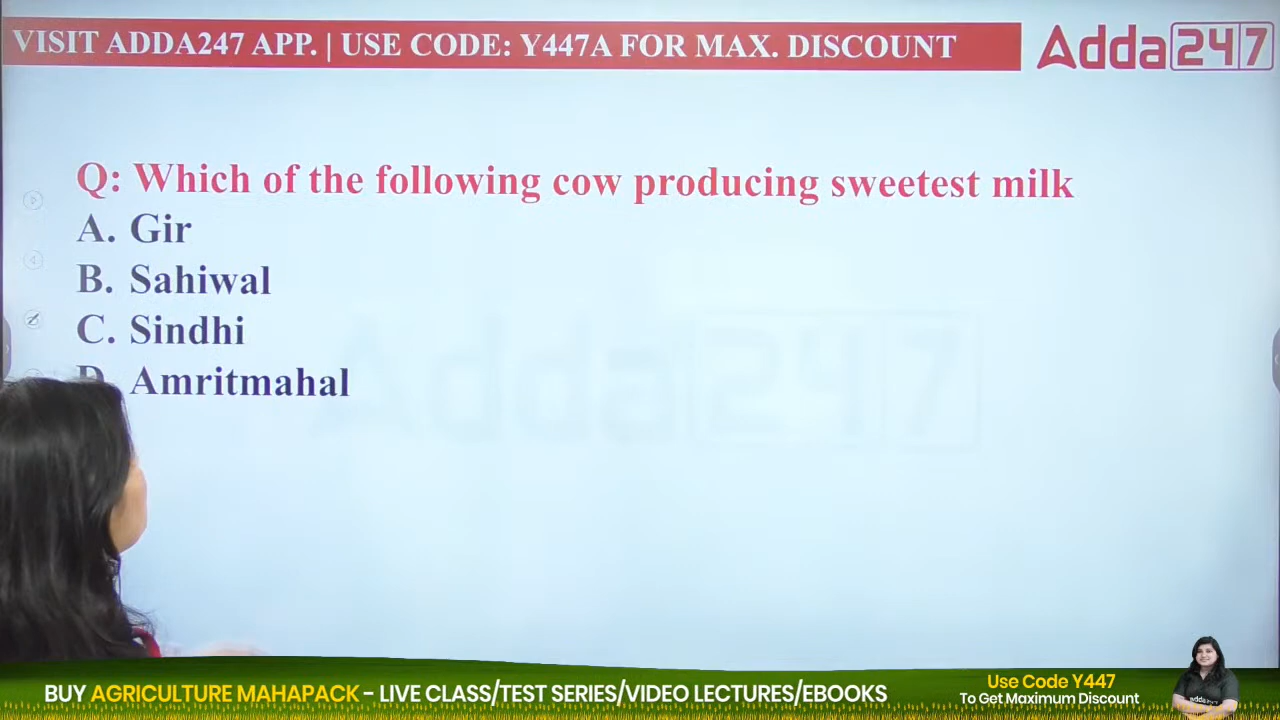 VISIT ADDA247 APP. | USE CODE: Y447A FOR MAX. DISCOUNT
Adda247
Q: Which of the following cow producing sweetest milk
A. Gir
B. Sahiwal
C. Sindhi
D. Amritmahal
Adda247
BUY AGRICULTURE MAHAPACK – LIVE CLASS/TEST SERIES/VIDEO LECTURES/EBOOKS
Use Code Y447
To Get Maximum Discount